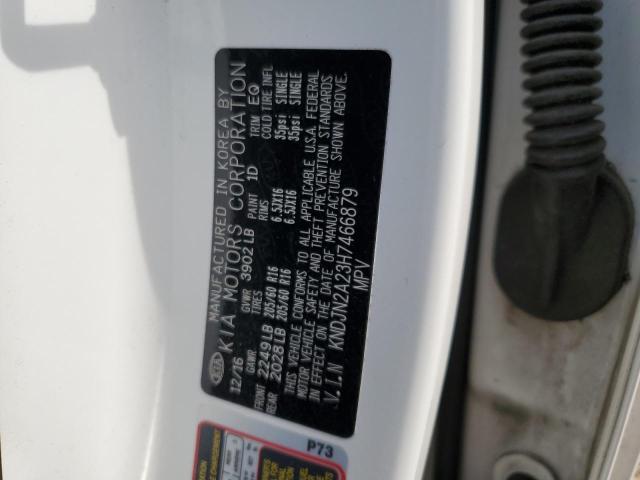 MANUFACTURED IN KOREA BY
KIA KIA MOTORS CORPORATION
12/16 GVWR 3902 LB PAINT 1D TRIM EQ
GAWR TIRES RIMS COLD TIRE INFL
FRONT 2249LB 205/60 R16 6.5JX16 35psi SINGLE
REAR 2028LB 205/60 R16 6.5JX16 35psi SINGLE
THIS VEHICLE CONFORMS TO ALL APPLICABLE U.S.A. FEDERAL
MOTOR VEHICLE SAFETY AND THEFT PREVENTION STANDARDS
IN EFFECT ON THE DATE OF MANUFACTURE SHOWN ABOVE.
V.I.N KNDJN2A23H7466879
MPV
P73